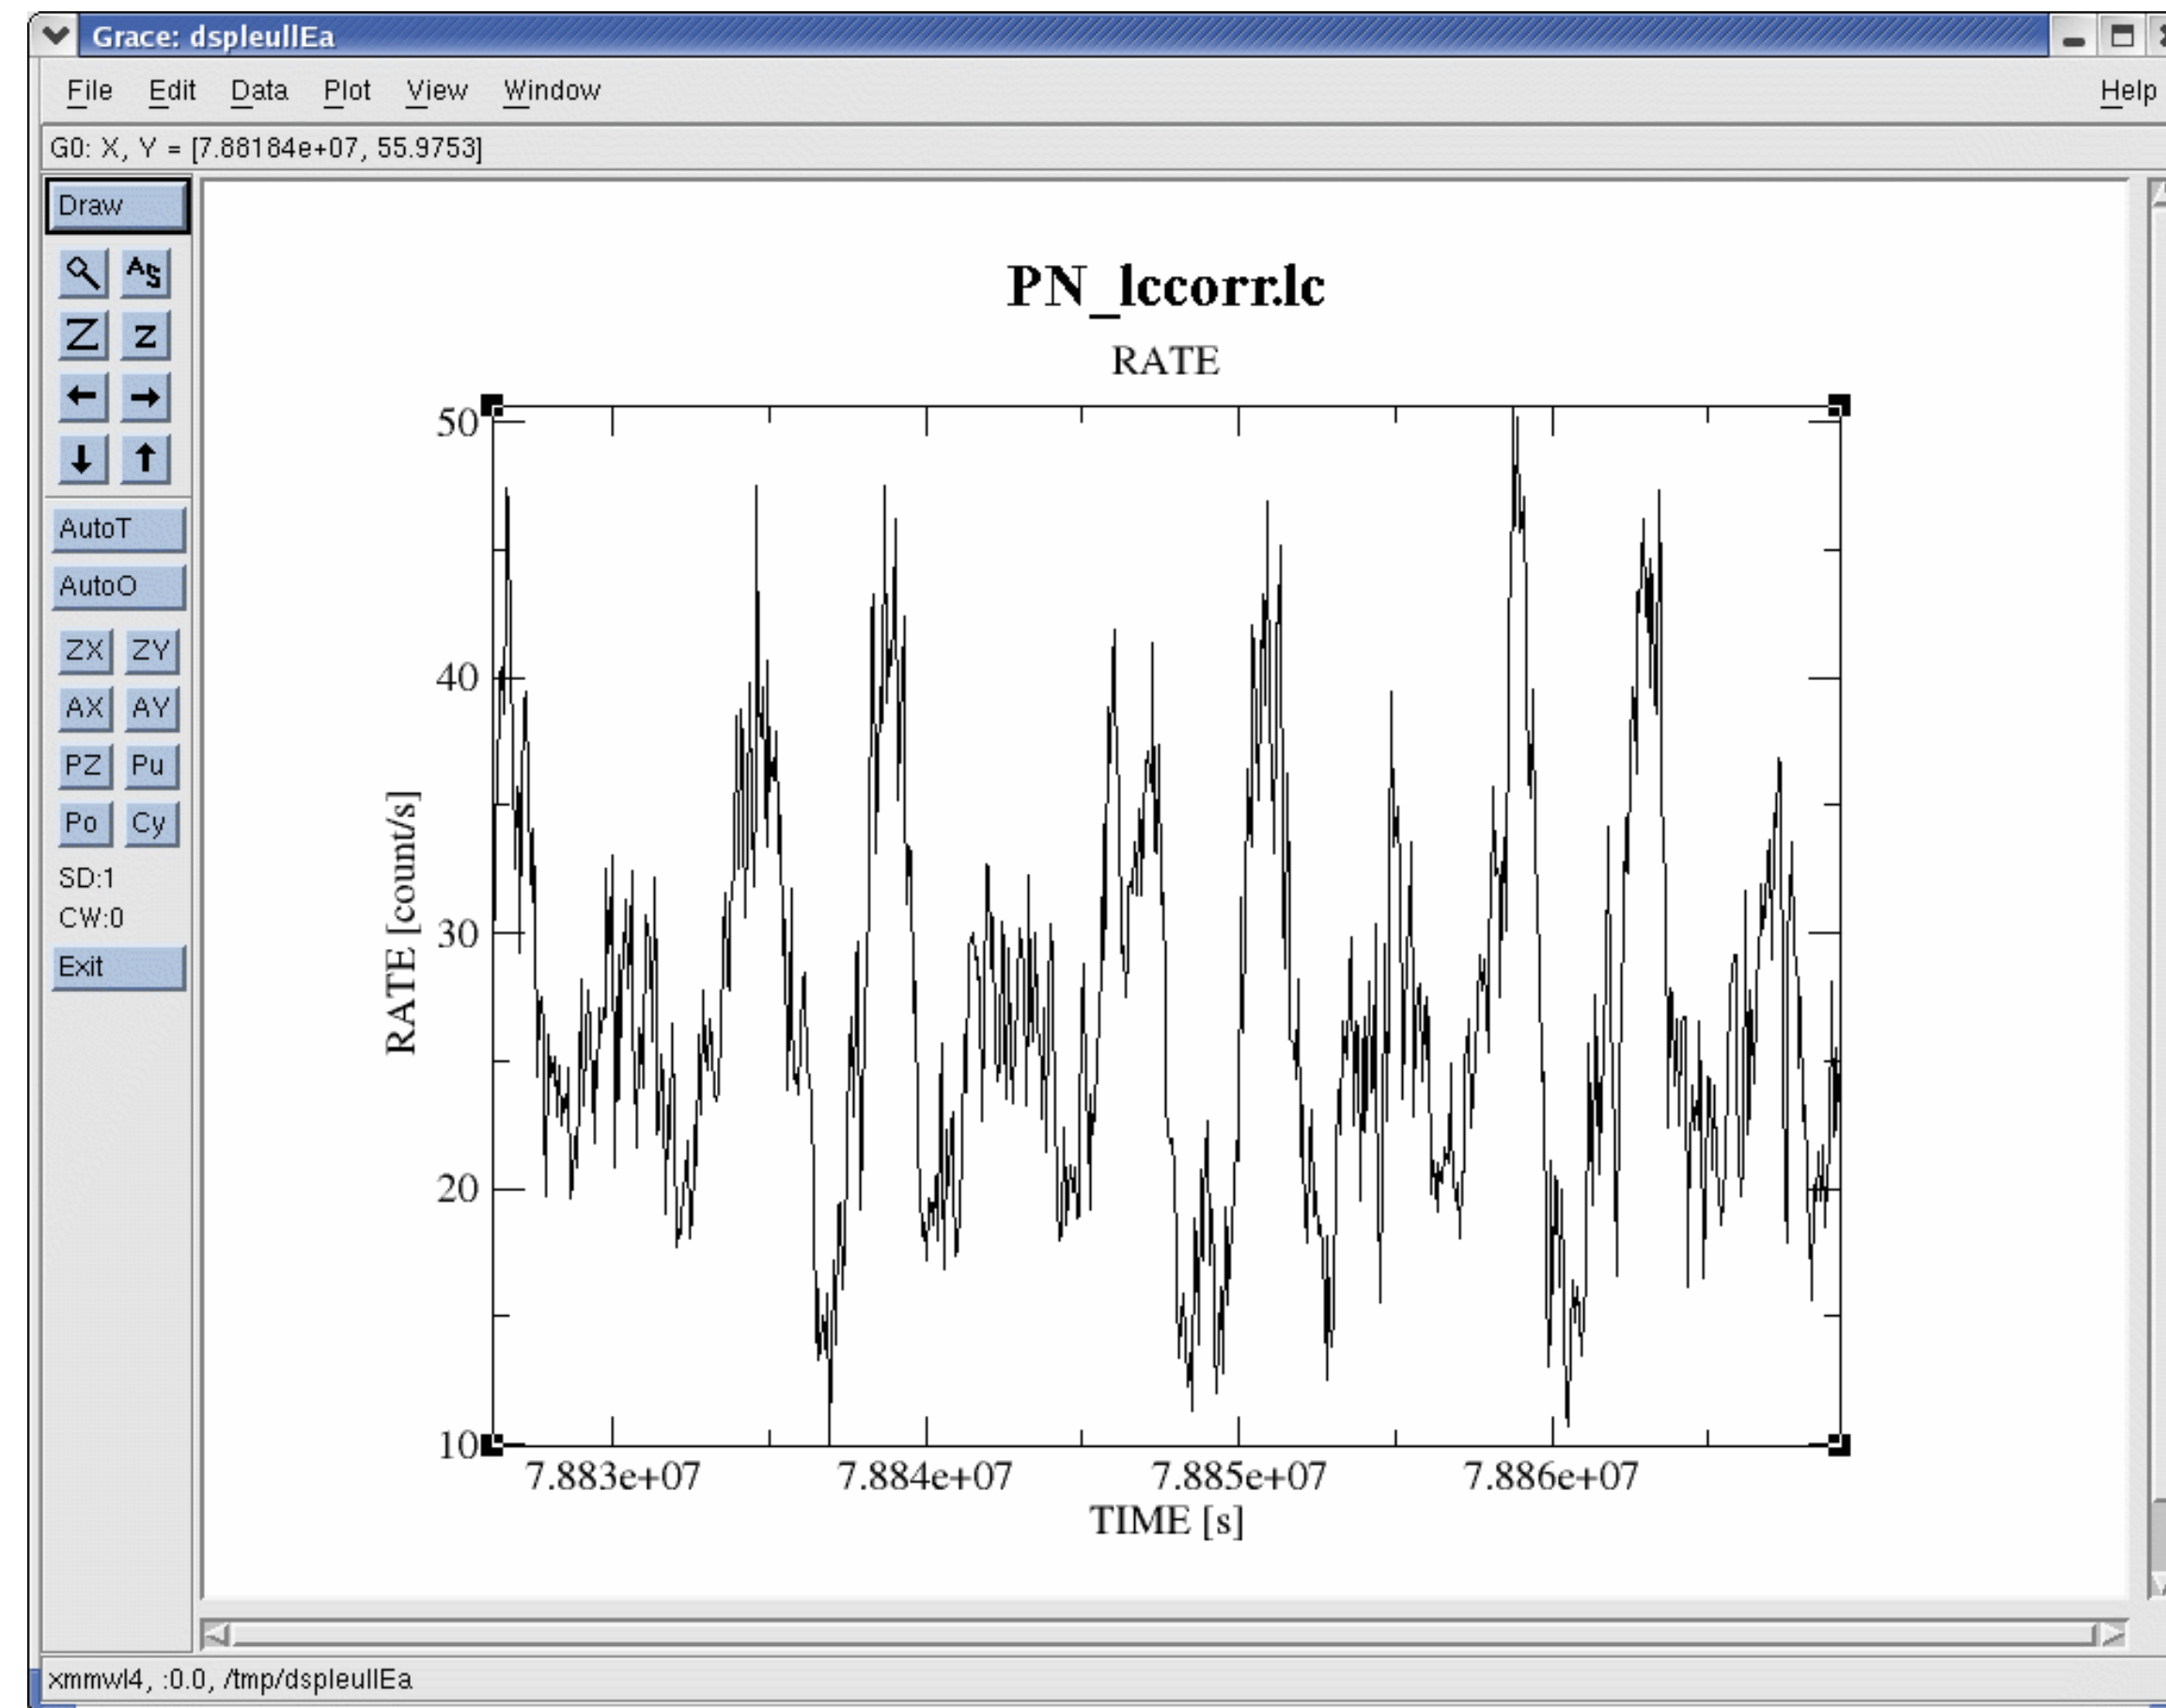 Grace: dspleullEa
File Edit Data Plot View Window Help
G0: X, Y = [7.88184e+07, 55.9753]
Draw
A S
Z z
AutoT
AutoO
ZX ZY
AX AY
PZ Pu
Po Cy
SD:1
CW:0
Exit
PN_lccorr.lc
RATE
50
40
30
20
10
RATE [count/s]
7.883e+07 7.884e+07 7.885e+07 7.886e+07
TIME [s]
xmmwl4, :0.0, /tmp/dspleullEa